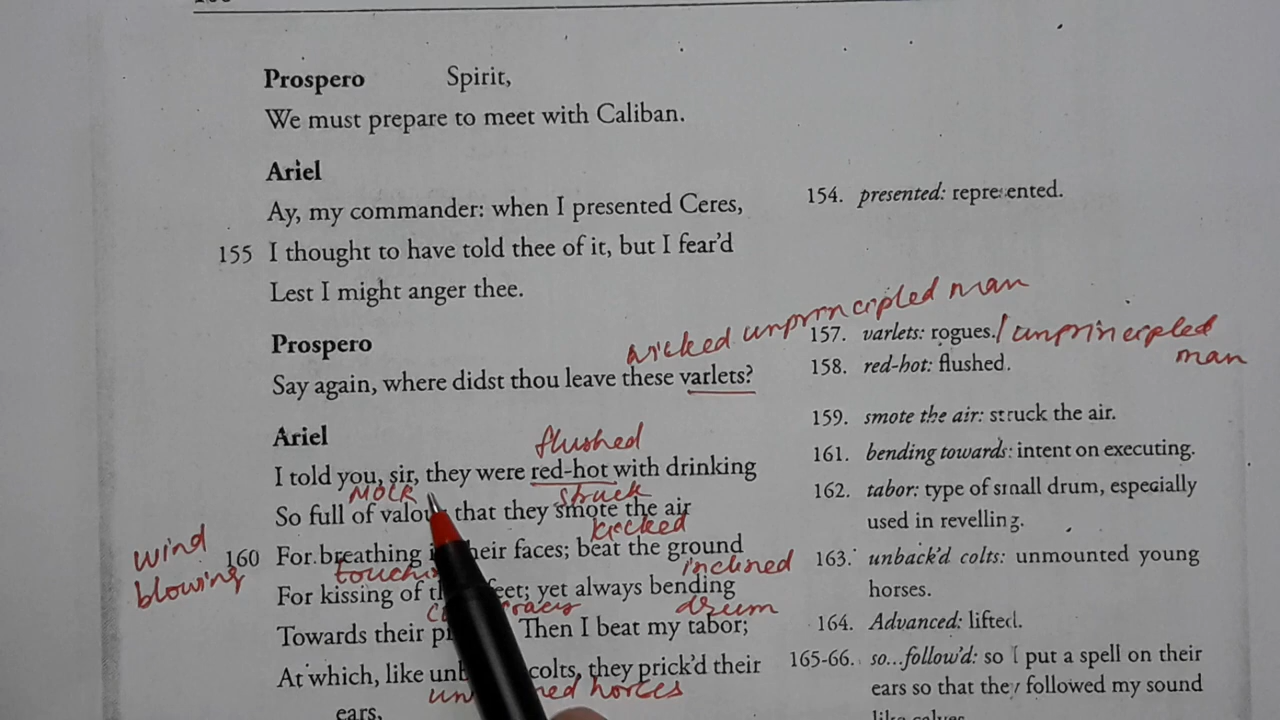 Prospero Spirit,
We must prepare to meet with Caliban.
Ariel
Ay, my commander: when I presented Ceres,
154. presented: represented.
155 I thought to have told thee of it, but I fear'd
Lest I might anger thee.
wicked unprincipled man
Prospero
157. varlets: rogues. / unprincipled
man
Say again, where didst thou leave these varlets?
158. red-hot: flushed.
Ariel
159. smote the air: struck the air.
flushed
I told you, sir, they were red-hot with drinking
161. bending towards: intent on executing.
mock struck
So full of valour that they smote the air
162. tabor: type of small drum, especially
used in revelling.
kicked
wind
blowing
160 For breathing their faces; beat the ground
163. unback'd colts: unmounted young
horses.
inclined
For kissing of feet; yet always bending
164. Advanced: lifted.
drum
Towards their Then I beat my tabor;
165-66. so...follow'd: so I put a spell on their
ears so that they followed my sound
like calves
At which, like colts, they prick'd their
horces
ears,